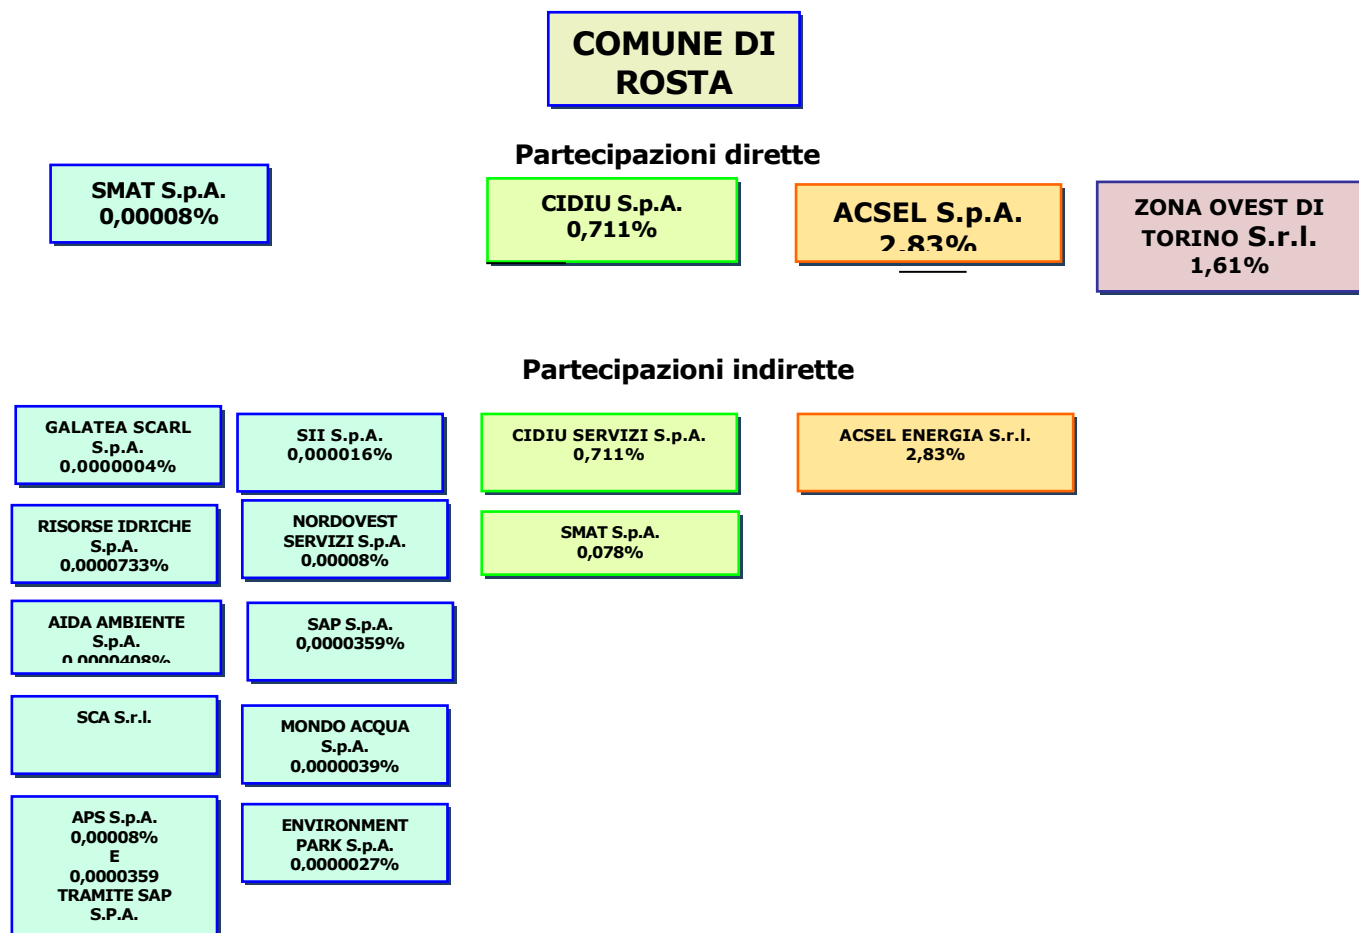 COMUNE DI
ROSTA
Partecipazioni dirette
SMAT S.p.A.
0,00008%
CIDIU S.p.A.
0,711%
ACSEL S.p.A.
2,83%
ZONA OVEST DI
TORINO S.r.l.
1,61%
Partecipazioni indirette
GALATEA SCARL
S.p.A.
0,0000004%
SII S.p.A.
0,000016%
CIDIU SERVIZI S.p.A.
0,711%
ACSEL ENERGIA S.r.l.
2,83%
RISORSE IDRICHE
S.p.A.
0,0000733%
NORDOVEST
SERVIZI S.p.A.
0,00008%
SMAT S.p.A.
0,078%
AIDA AMBIENTE
S.p.A.
0,0000408%
SAP S.p.A.
0,0000359%
SCA S.r.l.
MONDO ACQUA
S.p.A.
0,0000039%
APS S.p.A.
0,00008%
E
0,0000359
TRAMITE SAP
S.P.A.
ENVIRONMENT
PARK S.p.A.
0,0000027%